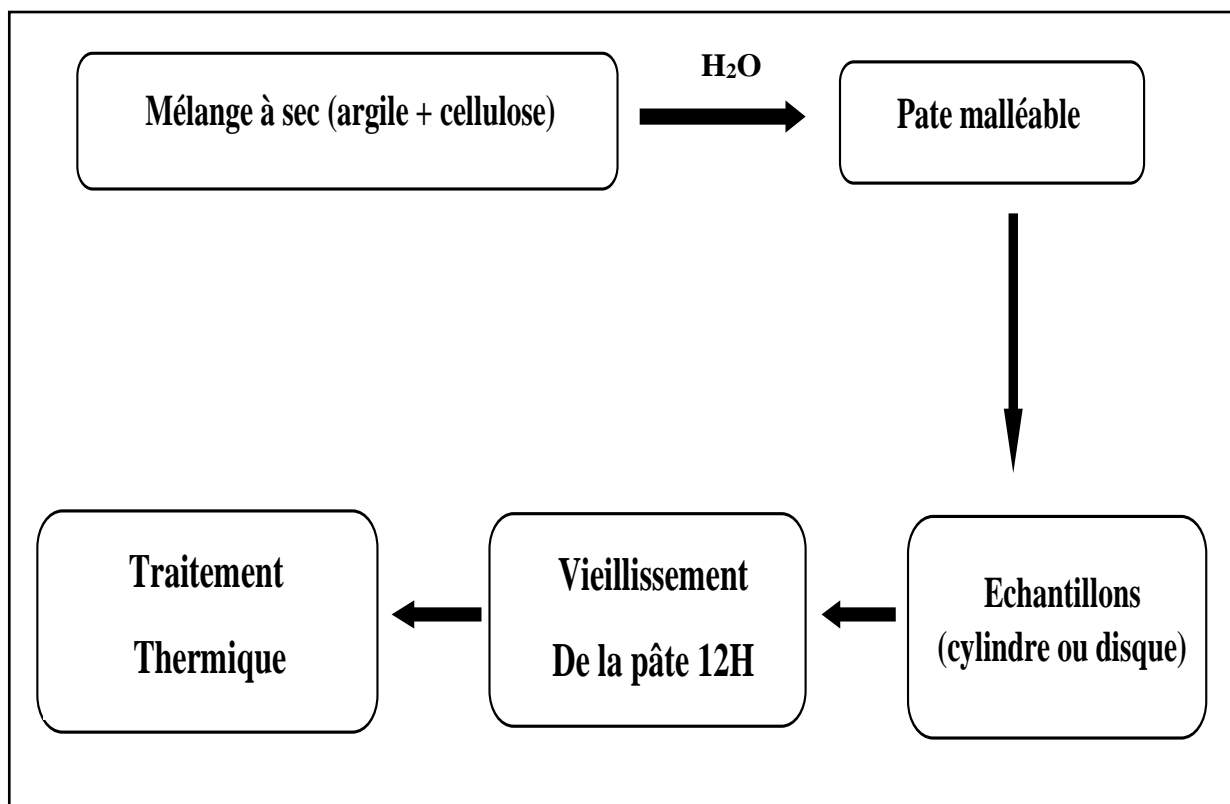 Mélange à sec (argile + cellulose)
H₂O
Pate malléable
Echantillons
(cylindre ou disque)
Vieillissement
De la pâte 12H
Traitement
Thermique